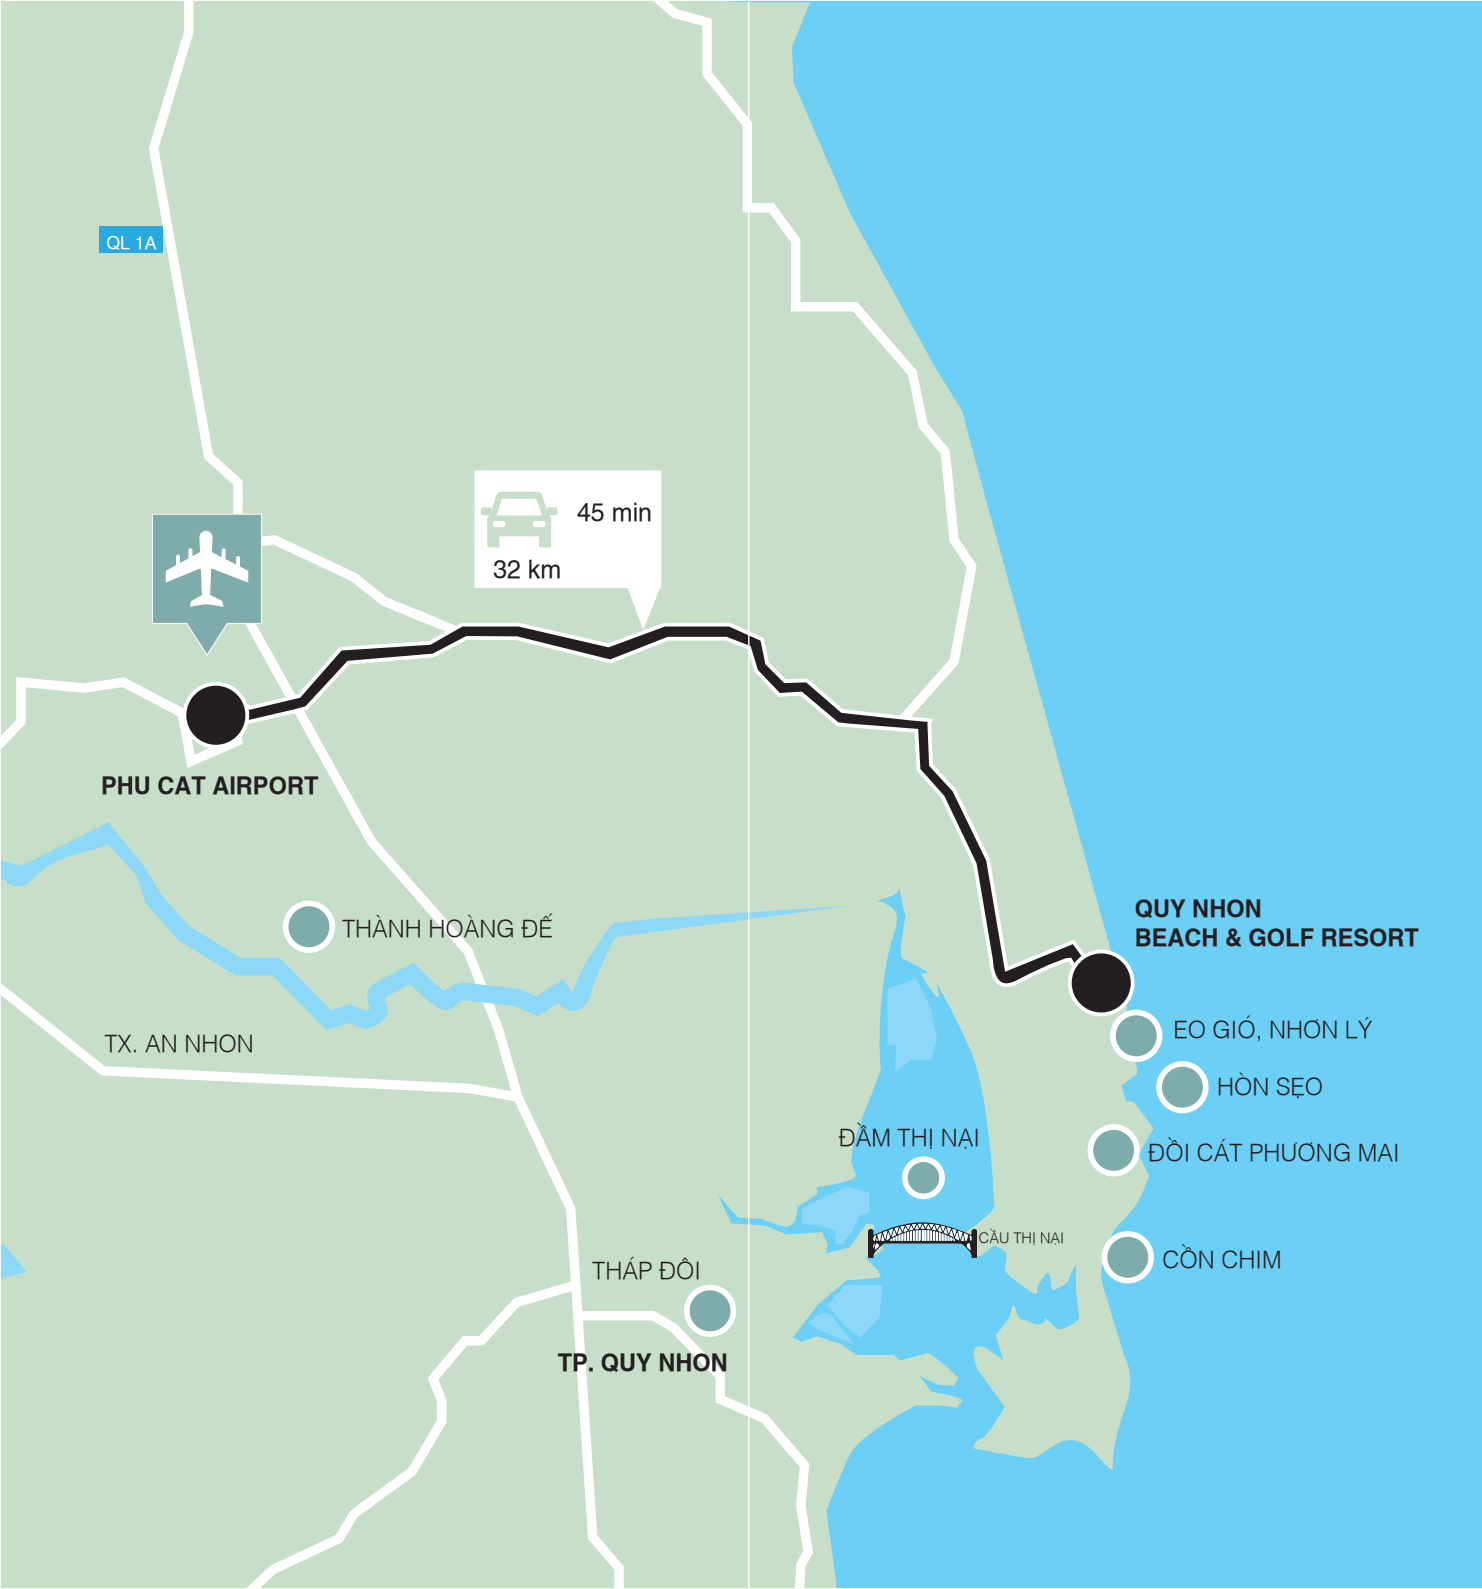 QL 1A
45 min
32 km
PHU CAT AIRPORT
QUY NHON
BEACH & GOLF RESORT
THÀNH HOÀNG ĐẾ
EO GIÓ, NHƠN LÝ
TX. AN NHON
HÒN SẸO
ĐẦM THỊ NẠI
ĐỒI CÁT PHƯƠNG MAI
CẦU THỊ NẠI
CỒN CHIM
THÁP ĐÔI
TP. QUY NHON